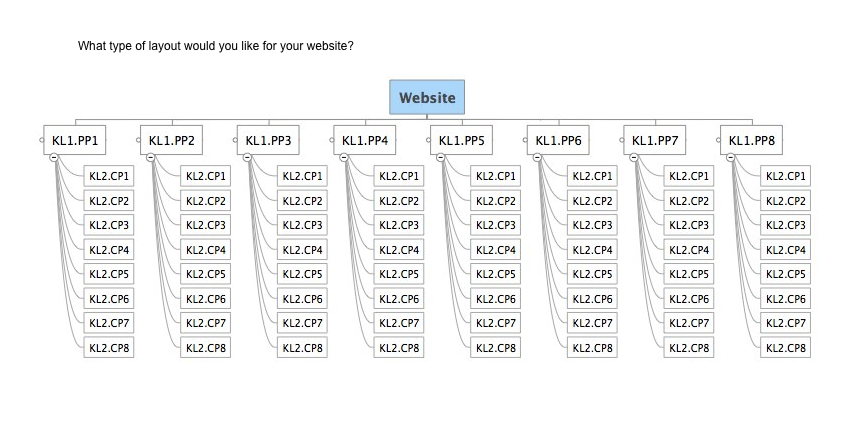 What type of layout would you like for your website?
Website
KL1.PP1 KL1.PP2 KL1.PP3 KL1.PP4 KL1.PP5 KL1.PP6 KL1.PP7 KL1.PP8
KL2.CP1 KL2.CP1 KL2.CP1 KL2.CP1 KL2.CP1 KL2.CP1 KL2.CP1 KL2.CP1
KL2.CP2 KL2.CP2 KL2.CP2 KL2.CP2 KL2.CP2 KL2.CP2 KL2.CP2 KL2.CP2
KL2.CP3 KL2.CP3 KL2.CP3 KL2.CP3 KL2.CP3 KL2.CP3 KL2.CP3 KL2.CP3
KL2.CP4 KL2.CP4 KL2.CP4 KL2.CP4 KL2.CP4 KL2.CP4 KL2.CP4 KL2.CP4
KL2.CP5 KL2.CP5 KL2.CP5 KL2.CP5 KL2.CP5 KL2.CP5 KL2.CP5 KL2.CP5
KL2.CP6 KL2.CP6 KL2.CP6 KL2.CP6 KL2.CP6 KL2.CP6 KL2.CP6 KL2.CP6
KL2.CP7 KL2.CP7 KL2.CP7 KL2.CP7 KL2.CP7 KL2.CP7 KL2.CP7 KL2.CP7
KL2.CP8 KL2.CP8 KL2.CP8 KL2.CP8 KL2.CP8 KL2.CP8 KL2.CP8 KL2.CP8